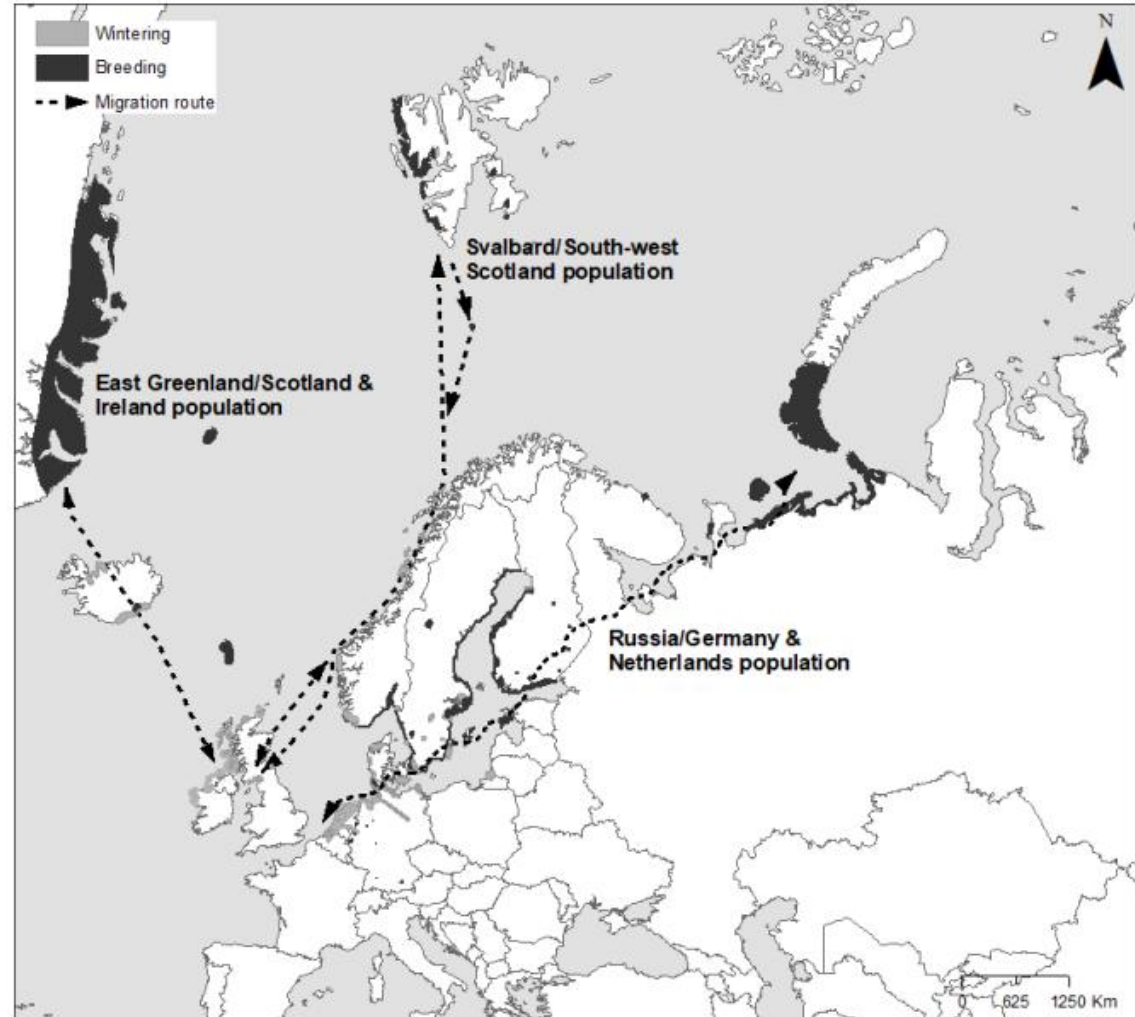 Wintering
Breeding
Migration route
N
Svalbard/ South-west
Scotland population
East Greenland/Scotland &
Ireland population
Russia/Germany &
Netherlands population
0 625 1250 Km